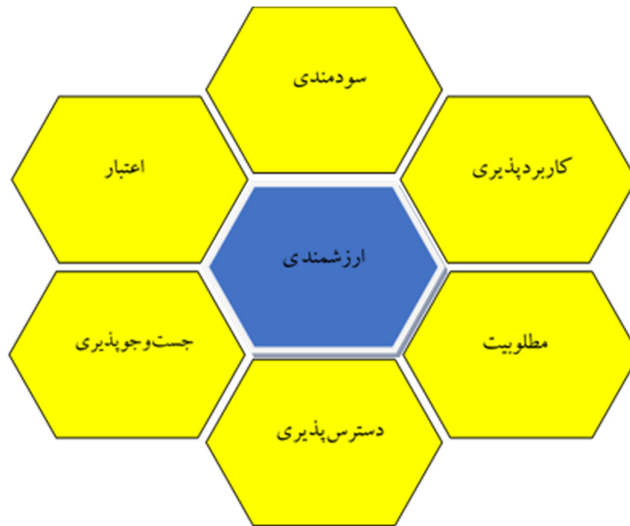 سودمندی
کاربردپذیری
اعتبار
ارزشمندی
مطلوبیت
جست‌وجوپذیری
دسترس‌پذیری